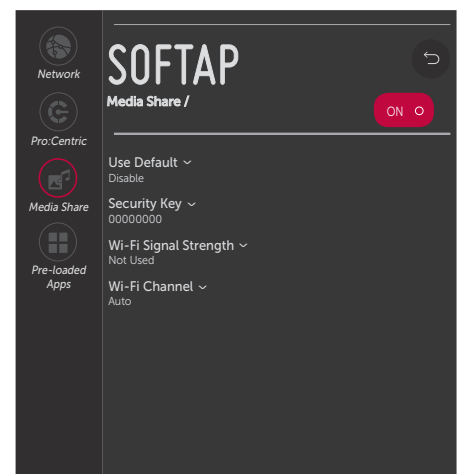 Network
Pro:Centric
Media Share
Pre-loaded
Apps
SOFTAP
Media Share /
ON
Use Default
Disable
Security Key
00000000
Wi-Fi Signal Strength
Not Used
Wi-Fi Channel
Auto